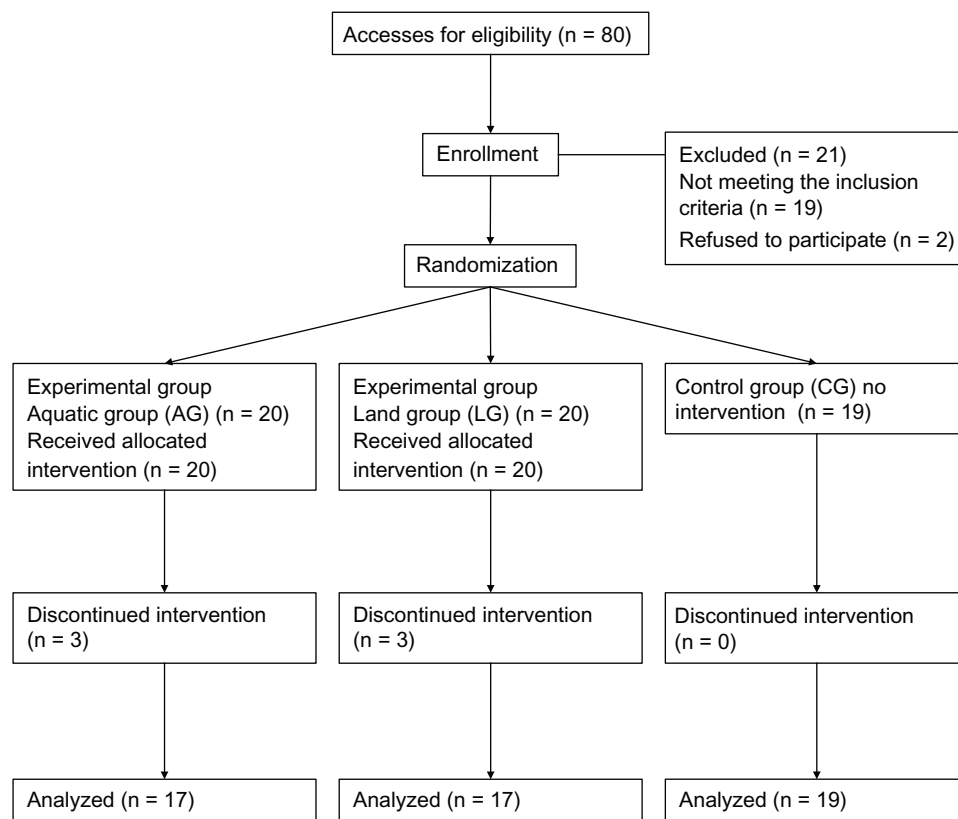 Accesses for eligibility (n = 80)
Enrollment
Excluded (n = 21)
Not meeting the inclusion
criteria (n = 19)
Refused to participate (n = 2)
Randomization
Experimental group
Aquatic group (AG) (n = 20)
Received allocated
intervention (n = 20)
Experimental group
Land group (LG) (n = 20)
Received allocated
intervention (n = 20)
Control group (CG) no
intervention (n = 19)
Discontinued intervention
(n = 3)
Discontinued intervention
(n = 3)
Discontinued intervention
(n = 0)
Analyzed (n = 17)
Analyzed (n = 17)
Analyzed (n = 19)